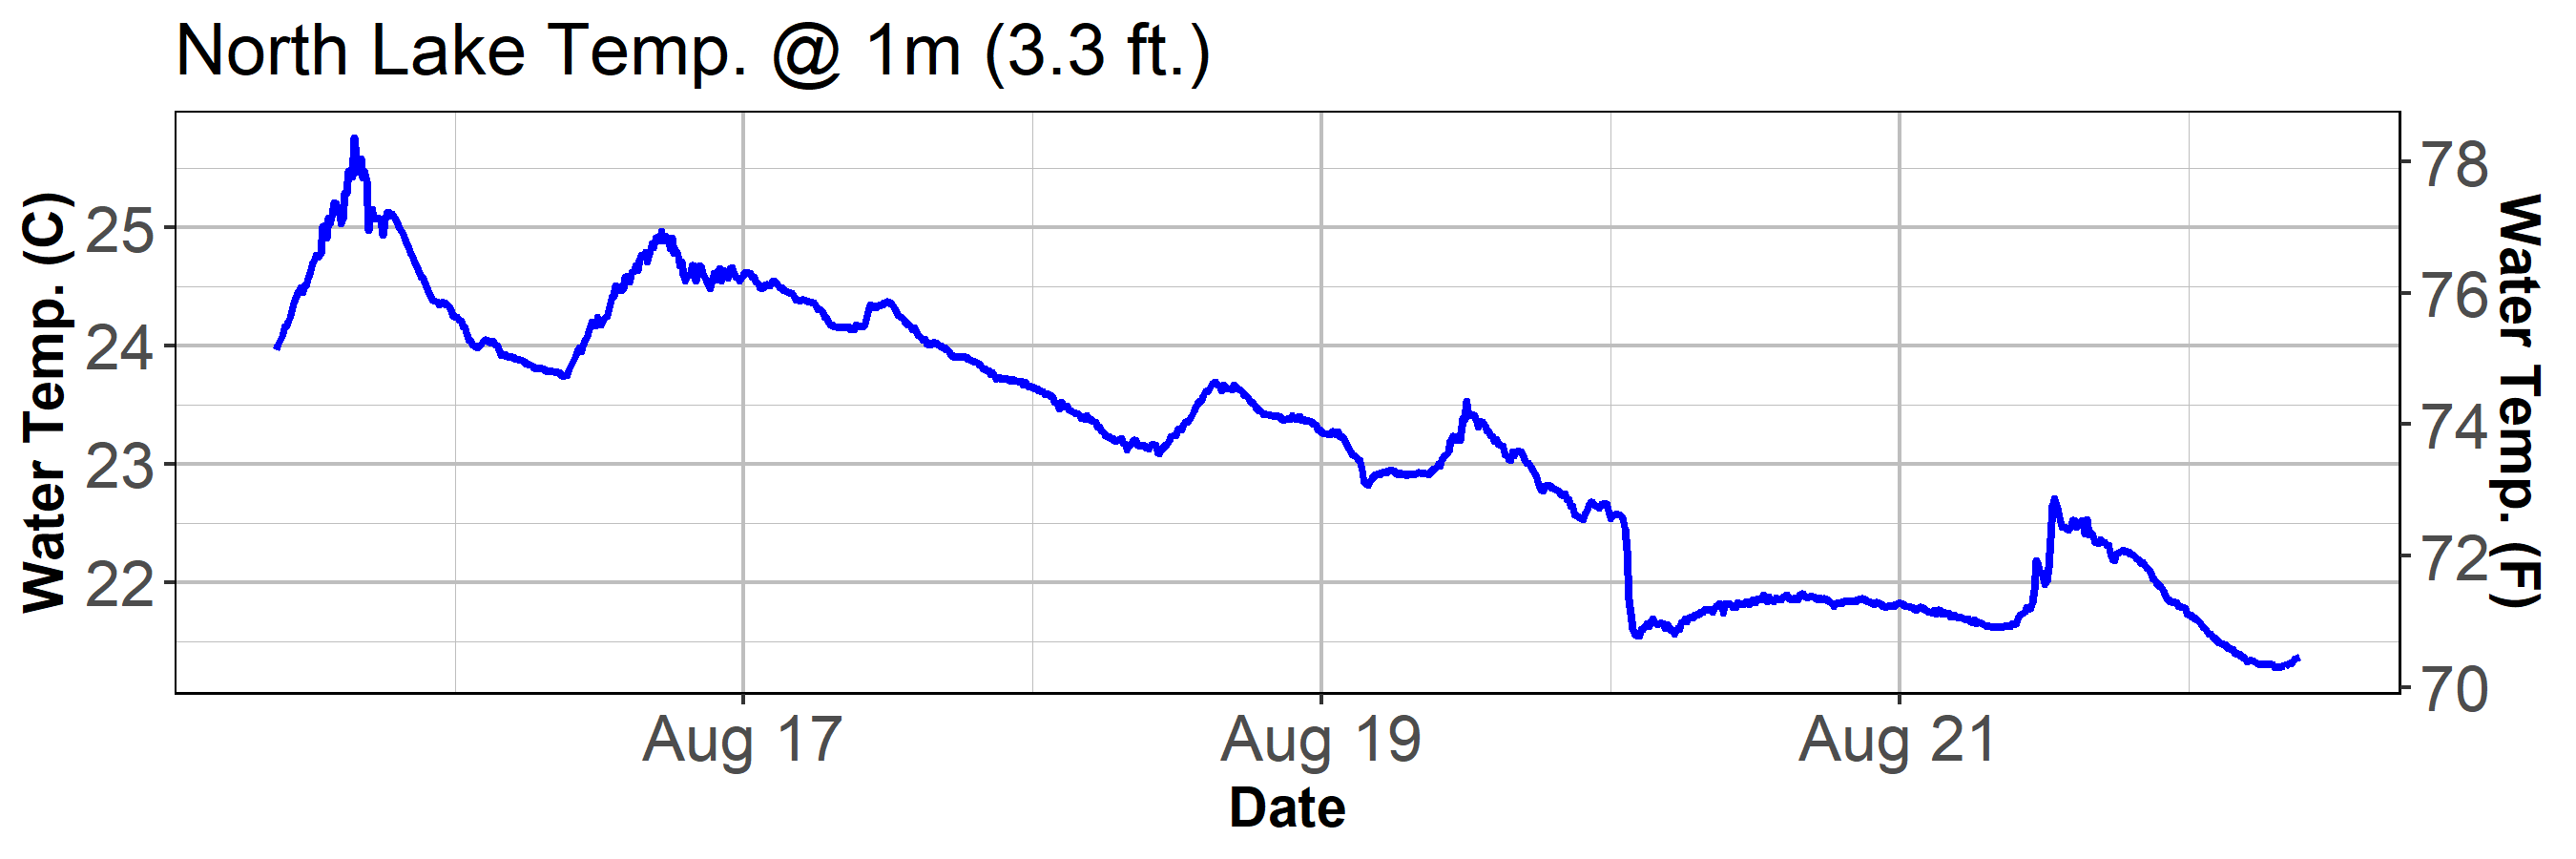 North Lake Temp. @ 1m (3.3 ft.)
Water Temp. (C)
25
24
23
22
78
76
74
72
70
Water Temp. (F)
Aug 17 Aug 19 Aug 21
Date